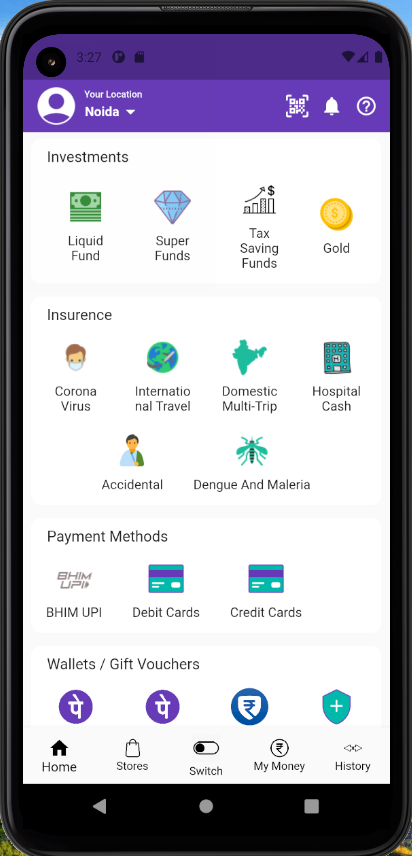 3:27
Your Location
Noida
Investments
Liquid
Fund
Super
Funds
$
Tax
Saving
Funds
$
Gold
Insurence
Corona
Virus
Internatio
nal Travel
Domestic
Multi-Trip
H
Hospital
Cash
Accidental
Dengue And Maleria
Payment Methods
BHIM
UPI
BHIM UPI
Debit Cards
Credit Cards
Wallets / Gift Vouchers
पे
पे
₹
Home
Stores
Switch
₹
My Money
History